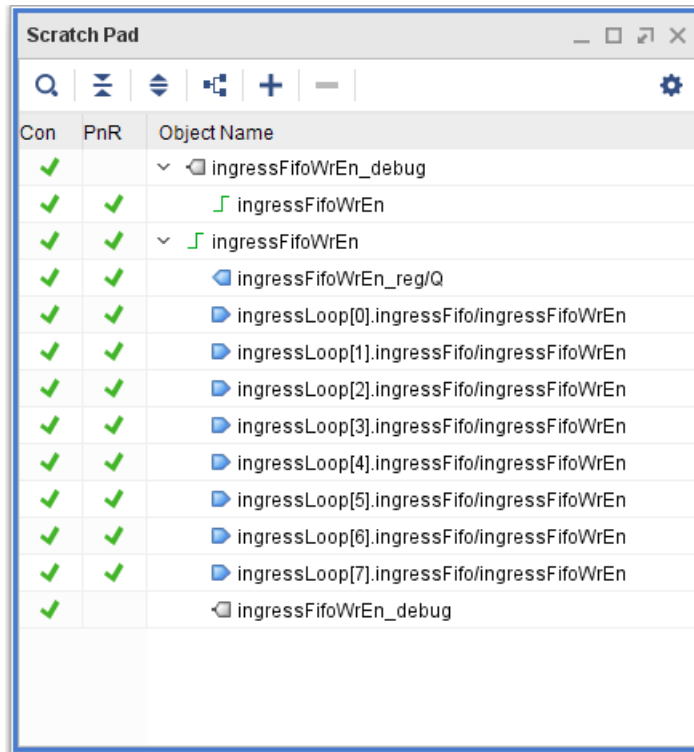 Scratch Pad
Con PnR Object Name
ingressFifoWrEn_debug
ingressFifoWrEn
ingressFifoWrEn
ingressFifoWrEn_reg/Q
ingressLoop[0].ingressFifo/ingressFifoWrEn
ingressLoop[1].ingressFifo/ingressFifoWrEn
ingressLoop[2].ingressFifo/ingressFifoWrEn
ingressLoop[3].ingressFifo/ingressFifoWrEn
ingressLoop[4].ingressFifo/ingressFifoWrEn
ingressLoop[5].ingressFifo/ingressFifoWrEn
ingressLoop[6].ingressFifo/ingressFifoWrEn
ingressLoop[7].ingressFifo/ingressFifoWrEn
ingressFifoWrEn_debug